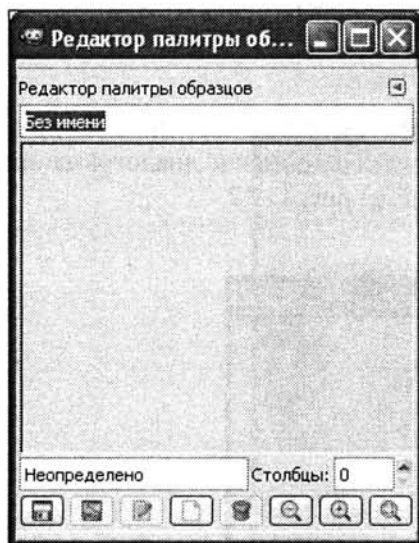 Редактор палитры об...
Редактор палитры образцов
Без имени
Неопределено Столбцы: 0